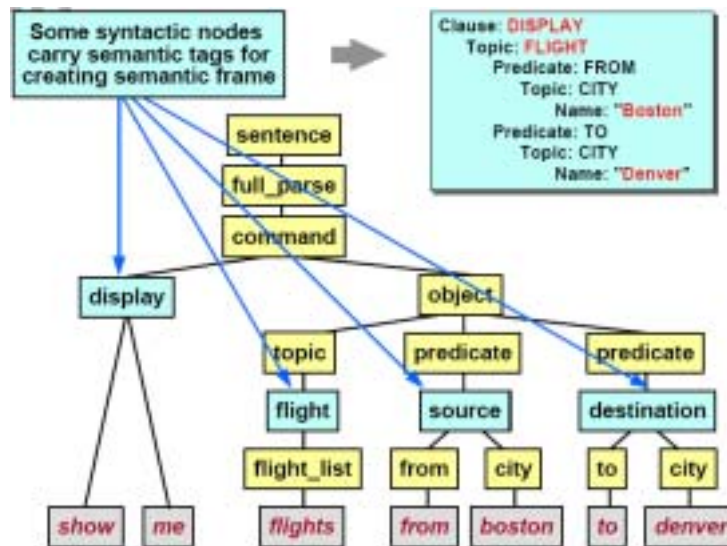 Some syntactic nodes
carry semantic tags for
creating semantic frame
Clause: DISPLAY
Topic: FLIGHT
Predicate: FROM
Topic: CITY
Name: "Boston"
Predicate: TO
Topic: CITY
Name: "Denver"
sentence
full_parse
command
display
object
topic
predicate
predicate
flight
source
destination
flight_list
from
city
to
city
show
me
flights
from
boston
to
denver